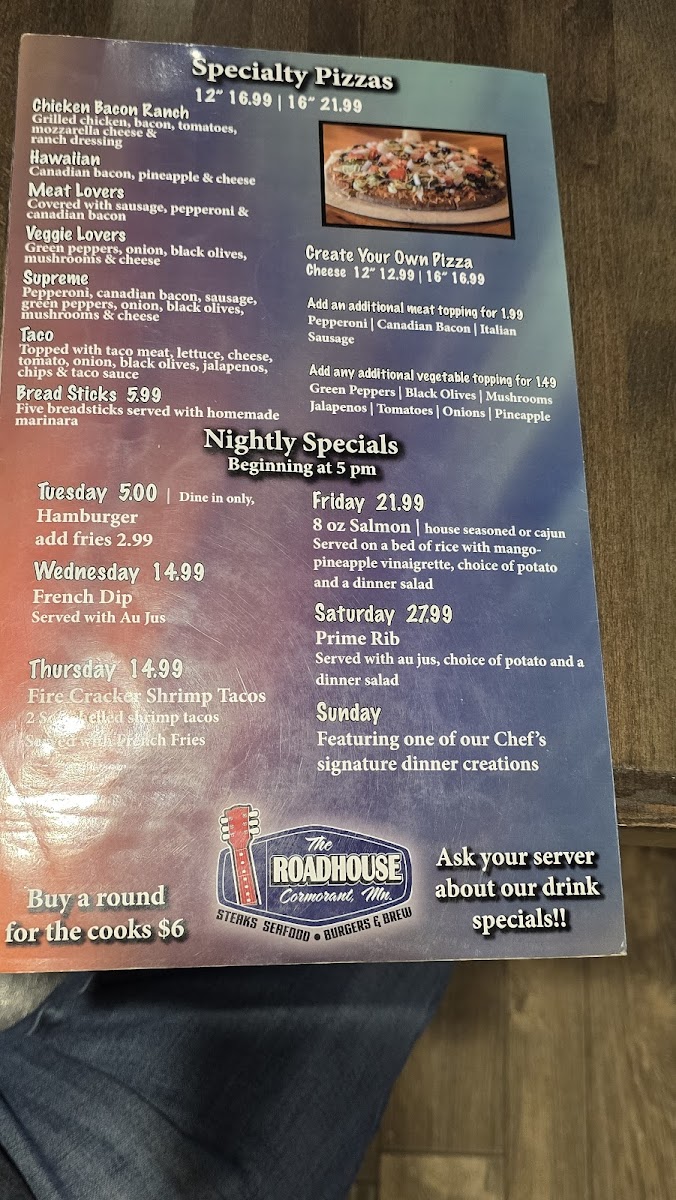 Specialty Pizzas
12" 16.99 | 16" 21.99
Chicken Bacon Ranch
Grilled chicken, bacon, tomatoes,
mozzarella cheese &
ranch dressing
Hawaiian
Canadian bacon, pineapple & cheese
Meat Lovers
Covered with sausage, pepperoni &
canadian bacon
Veggie Lovers
Green peppers, onion, black olives,
mushrooms & cheese
Supreme
Pepperoni, canadian bacon, sausage,
green peppers, onion, black olives,
mushrooms & cheese
Taco
Topped with taco meat, lettuce, cheese,
tomato, onion, black olives, jalapenos,
chips & taco sauce
Bread Sticks 5.99
Five breadsticks served with homemade
marinara
Create Your Own Pizza
Cheese 12" 12.99 | 16" 16.99
Add an additional meat topping for 1.99
Pepperoni | Canadian Bacon | Italian
Sausage
Add any additional vegetable topping for 1.49
Green Peppers | Black Olives | Mushrooms
Jalapenos | Tomatoes | Onions | Pineapple
Nightly Specials
Beginning at 5 pm
Tuesday 5.00 | Dine in only,
Hamburger
add fries 2.99
Wednesday 14.99
French Dip
Served with Au Jus
Thursday 14.99
Fire Cracker Shrimp Tacos
2 Soft shelled shrimp tacos
Served with French Fries
Friday 21.99
8 oz Salmon | house seasoned or cajun
Served on a bed of rice with mango-
pineapple vinaigrette, choice of potato
and a dinner salad
Saturday 27.99
Prime Rib
Served with au jus, choice of potato and a
dinner salad
Sunday
Featuring one of our Chef's
signature dinner creations
Buy a round
for the cooks $6
The
ROADHOUSE
Cormorant, Mn.
STEAKS SEAFOOD • BURGERS & BREW
Ask your server
about our drink
specials!!